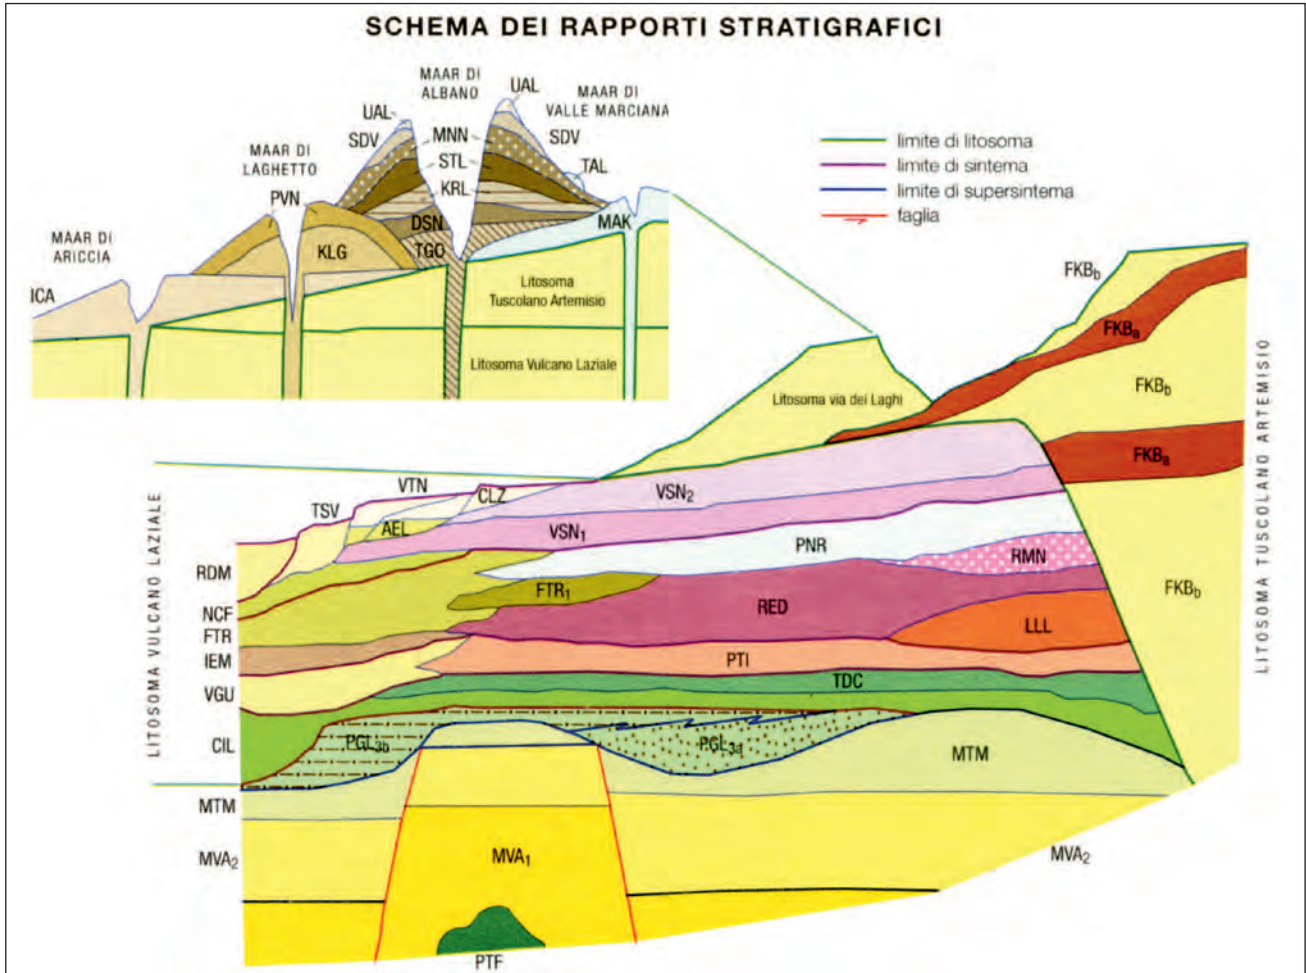 SCHEMA DEI RAPPORTI STRATIGRAFICI
MAAR DI
ALBANO
UAL
MAAR DI
VALLE MARCIANA
UAL
SDV
MNN
SDV
MAAR DI
LAGHETTO
STL
TAL
PVN
KRL
DSN
MAK
MAAR DI
ARICCIA
KLG
TGO
ICA
Litosoma
Tuscolano Artemisio
Litosoma Vulcano Laziale
limite di litosoma
limite di sintema
limite di supersintema
faglia
FKBb
FKBa
FKBb
FKBa
FKBb
Litosoma via dei Laghi
LITOSOMA TUSCOLANO ARTEMISIO
LITOSOMA VULCANO LAZIALE
VTN
CLZ
VSN2
TSV
AEL
VSN1
PNR
RMN
RDM
FTR1
RED
NCF
FTR
LLL
IEM
PTI
VGU
TDC
CIL
PGL3b
PGL3a
MTM
MTM
MVA2
MVA1
MVA2
PTF